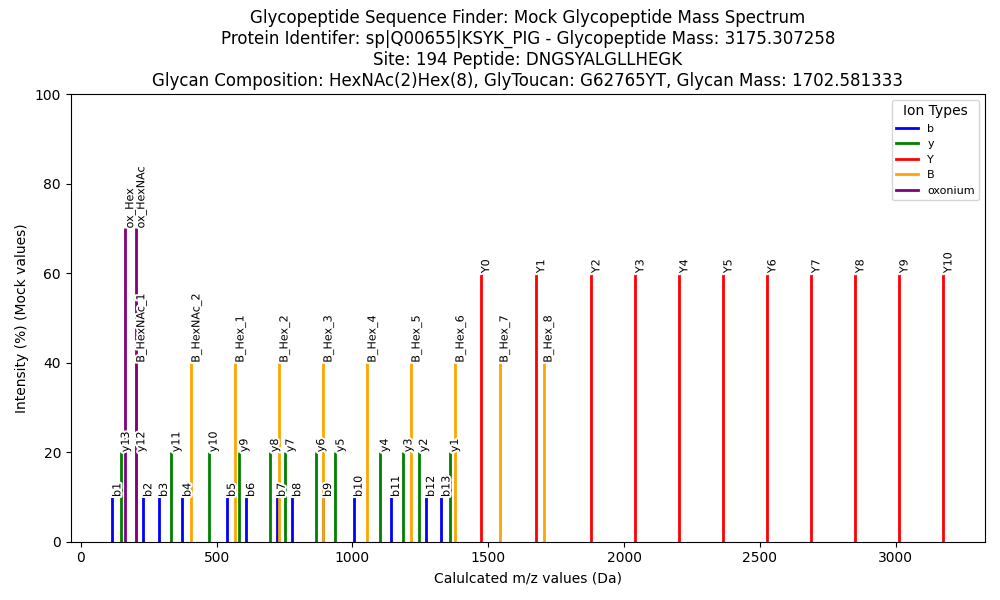 Glycopeptide Sequence Finder: Mock Glycopeptide Mass Spectrum
Protein Identifer: sp|Q00655|KSYK_PIG - Glycopeptide Mass: 3175.307258
Site: 194 Peptide: DNGSYALGLLHEGK
Glycan Composition: HexNAc(2)Hex(8), GlyToucan: G62765YT, Glycan Mass: 1702.581333
Intensity (%) (Mock values)
100
80
60
40
20
0
Ion Types
b
y
Y
B
oxonium
ox_Hex
ox_HexNAc
Y0
Y1
Y2
Y3
Y4
Y5
Y6
Y7
Y8
Y9
Y10
B_HexNAc_1
B_HexNAc_2
B_Hex_1
B_Hex_2
B_Hex_3
B_Hex_4
B_Hex_5
B_Hex_6
B_Hex_7
B_Hex_8
y13
y12
y11
y10
y9
y8
y7
y6
y5
y4
y3
y2
y1
b1
b2
b3
b4
b5
b6
b7
b8
b9
b10
b11
b12
b13
0
500
1000
1500
2000
2500
3000
Calulcated m/z values (Da)